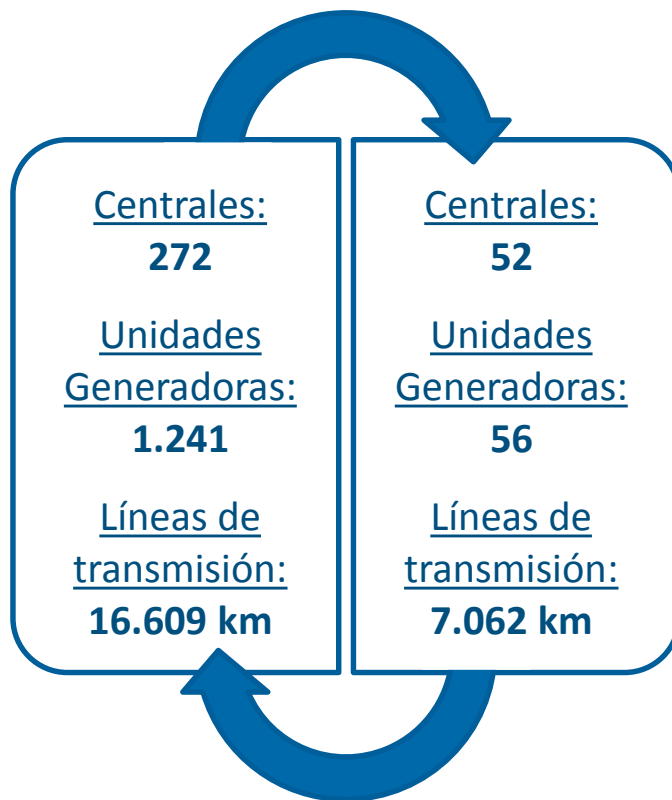 Centrales:
272
Unidades
Generadoras:
1.241
Líneas de
transmisión:
16.609 km
Centrales:
52
Unidades
Generadoras:
56
Líneas de
transmisión:
7.062 km